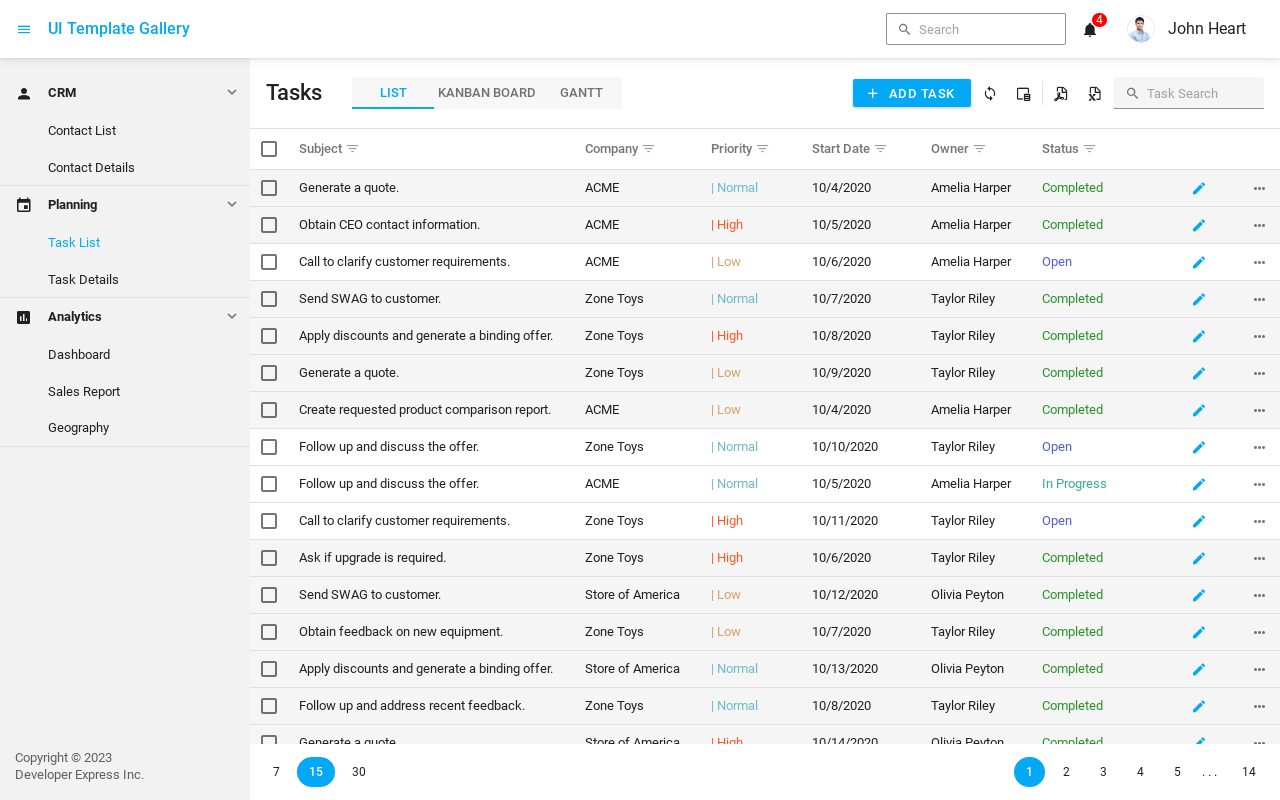 UI Template Gallery
Search
4
John Heart
CRM
Contact List
Contact Details
Planning
Task List
Task Details
Analytics
Dashboard
Sales Report
Geography
Copyright © 2023
Developer Express Inc.
Tasks
LIST KANBAN BOARD GANTT
ADD TASK
Task Search
Subject Company Priority Start Date Owner Status
Generate a quote. ACME | Normal 10/4/2020 Amelia Harper Completed
Obtain CEO contact information. ACME | High 10/5/2020 Amelia Harper Completed
Call to clarify customer requirements. ACME | Low 10/6/2020 Amelia Harper Open
Send SWAG to customer. Zone Toys | Normal 10/7/2020 Taylor Riley Completed
Apply discounts and generate a binding offer. Zone Toys | High 10/8/2020 Taylor Riley Completed
Generate a quote. Zone Toys | Low 10/9/2020 Taylor Riley Completed
Create requested product comparison report. ACME | Low 10/4/2020 Amelia Harper Completed
Follow up and discuss the offer. Zone Toys | Normal 10/10/2020 Taylor Riley Open
Follow up and discuss the offer. ACME | Normal 10/5/2020 Amelia Harper In Progress
Call to clarify customer requirements. Zone Toys | High 10/11/2020 Taylor Riley Open
Ask if upgrade is required. Zone Toys | High 10/6/2020 Taylor Riley Completed
Send SWAG to customer. Store of America | Low 10/12/2020 Olivia Peyton Completed
Obtain feedback on new equipment. Zone Toys | Low 10/7/2020 Taylor Riley Completed
Apply discounts and generate a binding offer. Store of America | Normal 10/13/2020 Olivia Peyton Completed
Follow up and address recent feedback. Zone Toys | Normal 10/8/2020 Taylor Riley Completed
Generate a quote. Store of America | High 10/14/2020 Olivia Peyton Completed
7 15 30
1 2 3 4 5 . . . 14